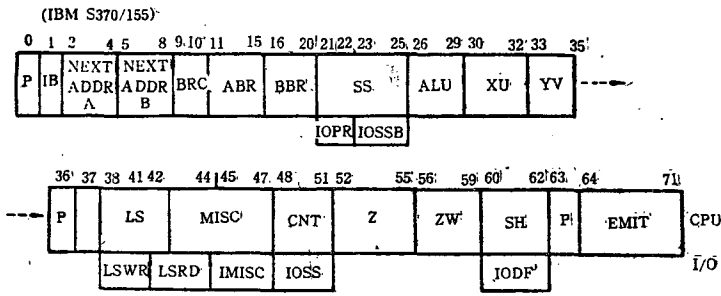 (IBM S370/155)
0 1 2 4 5 8 9 10 11 15 16 20 21 22 23 25 26 29 30 32 33 35
P IB NEXT ADDR A NEXT ADDR B BRC ABR BBR SS ALU XU YV
IOPR IOSSB
36 37 38 41 42 44 45 47 48 51 52 55 56 59 60 62 63 64 71
P LS MISC CNT Z ZW SH P EMIT CPU
LSWR LSRD IMISC IOSS IODF I/O